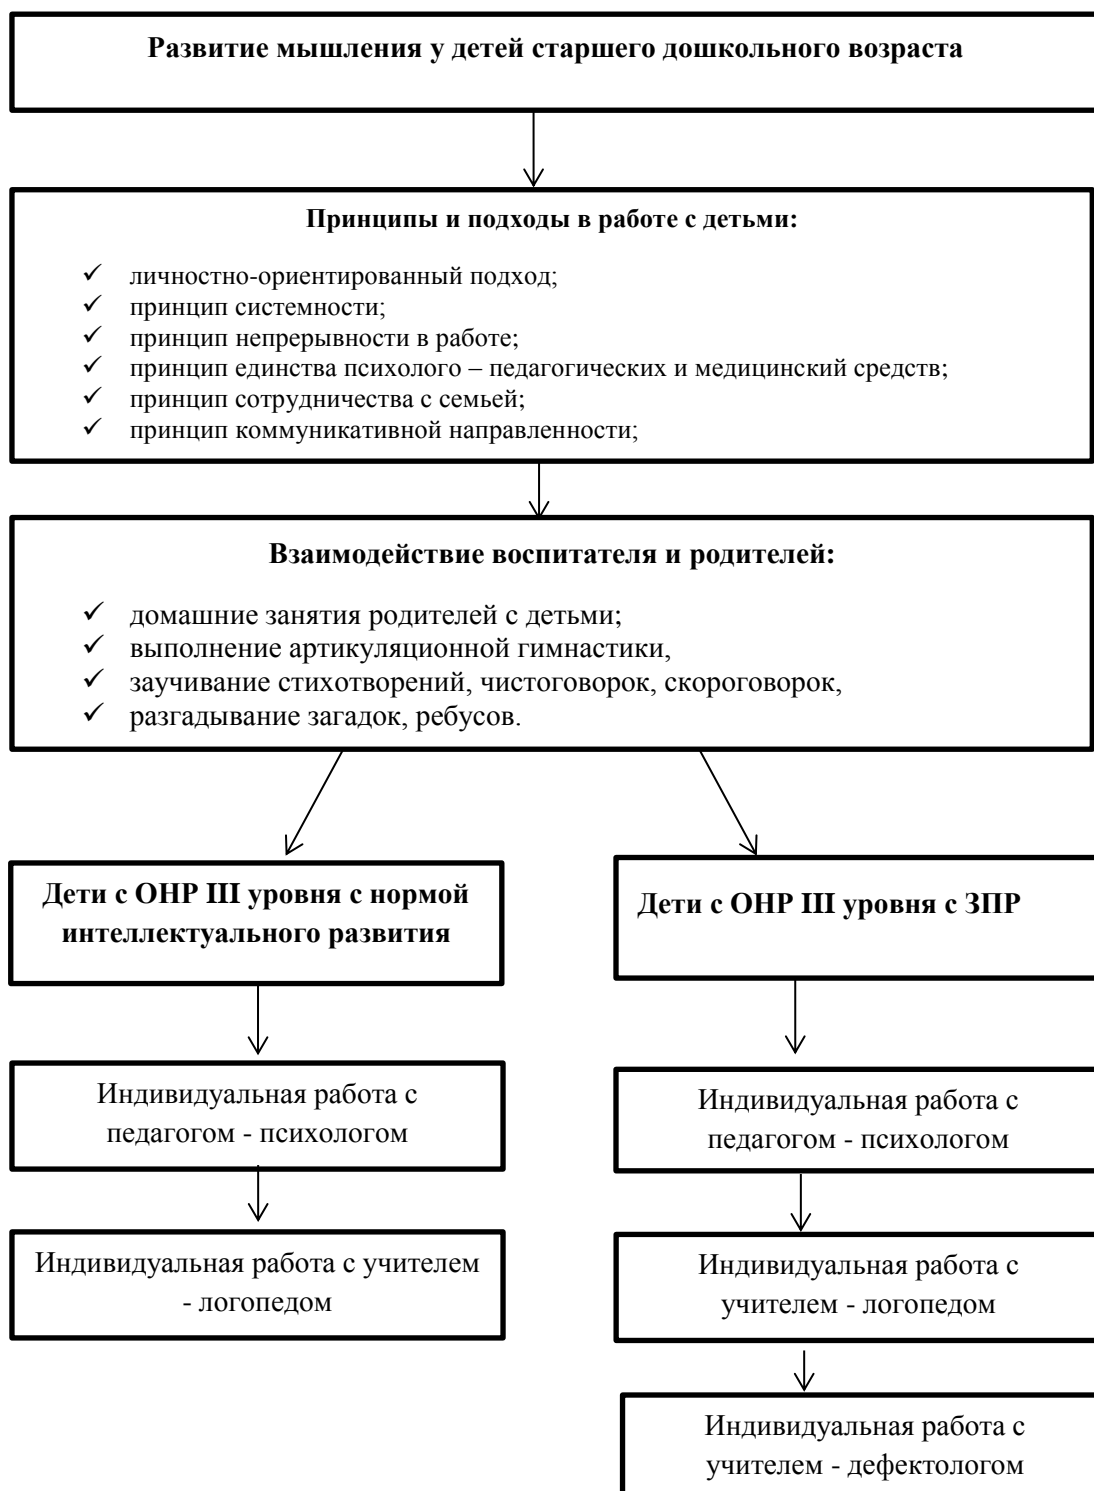 Развитие мышления у детей старшего дошкольного возраста
Принципы и подходы в работе с детьми:
✓ личностно-ориентированный подход;
✓ принцип системности;
✓ принцип непрерывности в работе;
✓ принцип единства психолого – педагогических и медицинский средств;
✓ принцип сотрудничества с семьей;
✓ принцип коммуникативной направленности;
Взаимодействие воспитателя и родителей:
✓ домашние занятия родителей с детьми;
✓ выполнение артикуляционной гимнастики,
✓ заучивание стихотворений, чистоговорок, скороговорок,
✓ разгадывание загадок, ребусов.
Дети с ОНР III уровня с нормой
интеллектуального развития
Индивидуальная работа с
педагогом - психологом
Индивидуальная работа с учителем
- логопедом
Дети с ОНР III уровня с ЗПР
Индивидуальная работа с
педагогом - психологом
Индивидуальная работа с
учителем - логопедом
Индивидуальная работа с
учителем - дефектологом